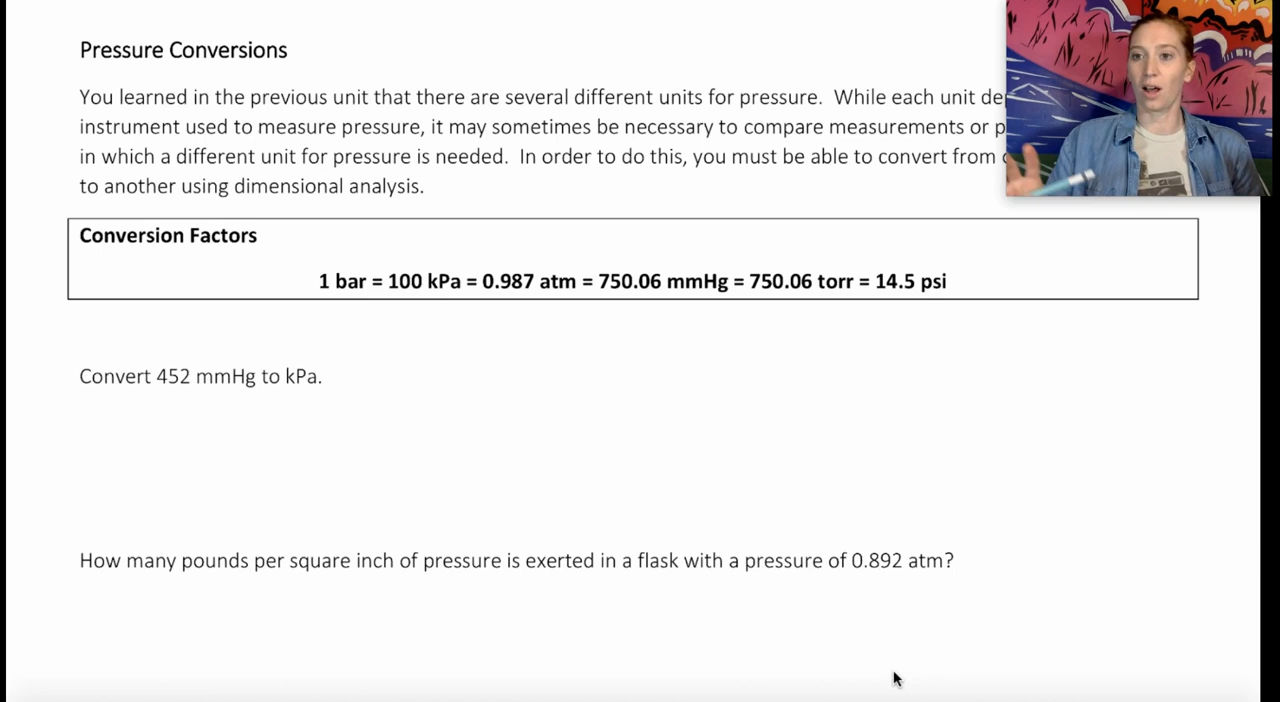 Pressure Conversions
You learned in the previous unit that there are several different units for pressure. While each unit
instrument used to measure pressure, it may sometimes be necessary to compare measurements or
in which a different unit for pressure is needed. In order to do this, you must be able to convert from
to another using dimensional analysis.
Conversion Factors
1 bar = 100 kPa = 0.987 atm = 750.06 mmHg = 750.06 torr = 14.5 psi
Convert 452 mmHg to kPa.
How many pounds per square inch of pressure is exerted in a flask with a pressure of 0.892 atm?